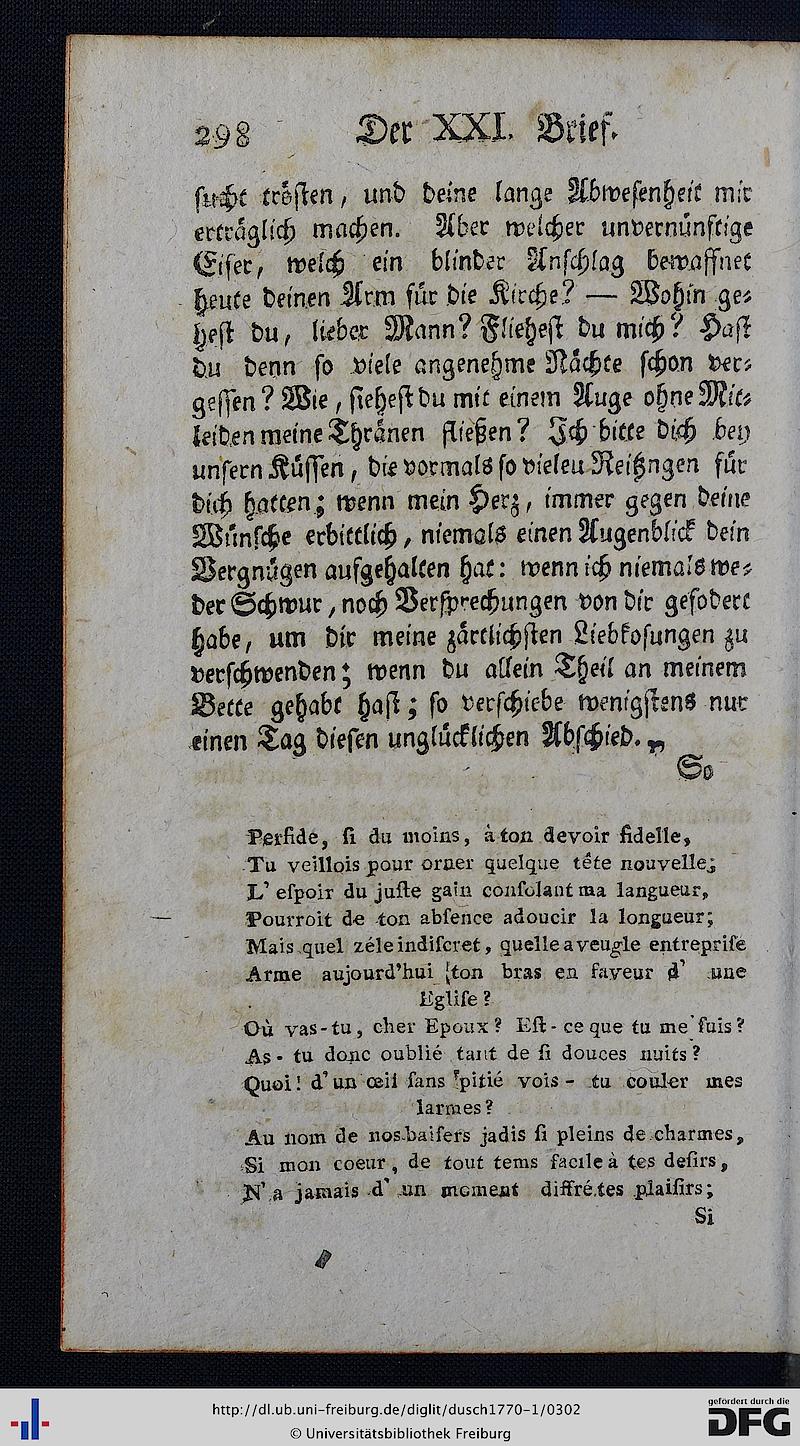 298 Der XXI. Brief.
sucht trösten, und deine lange Abwesenheit mir
erträglich machen. Aber welcher unvernünftige
Eifer, welch ein blinder Anschlag bewaffnet
heute deinen Arm für die Kirche? — Wohin ge-
hest du, lieber Mann? Fliehest du mich? Hast
du denn so viele angenehme Nächte schon ver-
gessen? Wie, siehest du mit einem Auge ohne Mit-
leiden meine Thränen fließen? Ich bitte dich bey
unsern Küssen, die vormals so vieleu Reitzngen für
dich hatten; wenn mein Herz, immer gegen deine
Wünsche erbittlich, niemals einen Augenblick dein
Vergnügen aufgehalten hat: wenn ich niemals we-
der Schwur, noch Versprechungen von dir gefodert
habe, um dir meine zärtlichsten Liebkosungen zu
verschwenden; wenn du allein Theil an meinem
Bette gehabt hast; so verschiebe wenigstens nur
einen Tag diesen unglücklichen Abschied.„
So
Perfide, ſi du moins, à ton devoir fidelle,
Tu veillois pour orner quelque tête nouvelle;
L' eſpoir du juſte gain conſolant ma langueur,
Pourroit de ton abſence adoucir la longueur;
Mais quel zéle indiſcret, quelle aveugle entrepriſe
Arme aujourd'hui ton bras en faveur d' une
Egliſe?
Où vas-tu, cher Epoux? Eſt-ce que tu me fuis?
As-tu donc oublié tant de ſi douces nuits?
Quoi! d' un œil ſans pitié vois-tu couler mes
larmes?
Au nom de nos baiſers jadis ſi pleins de charmes,
Si mon coeur, de tout tems facile à tes deſirs,
N' a jamais d' un moment diffré tes plaiſirs;
Si
http://dl.ub.uni-freiburg.de/diglit/dusch1770-1/0302
© Universitätsbibliothek Freiburg
gefördert durch die
DFG